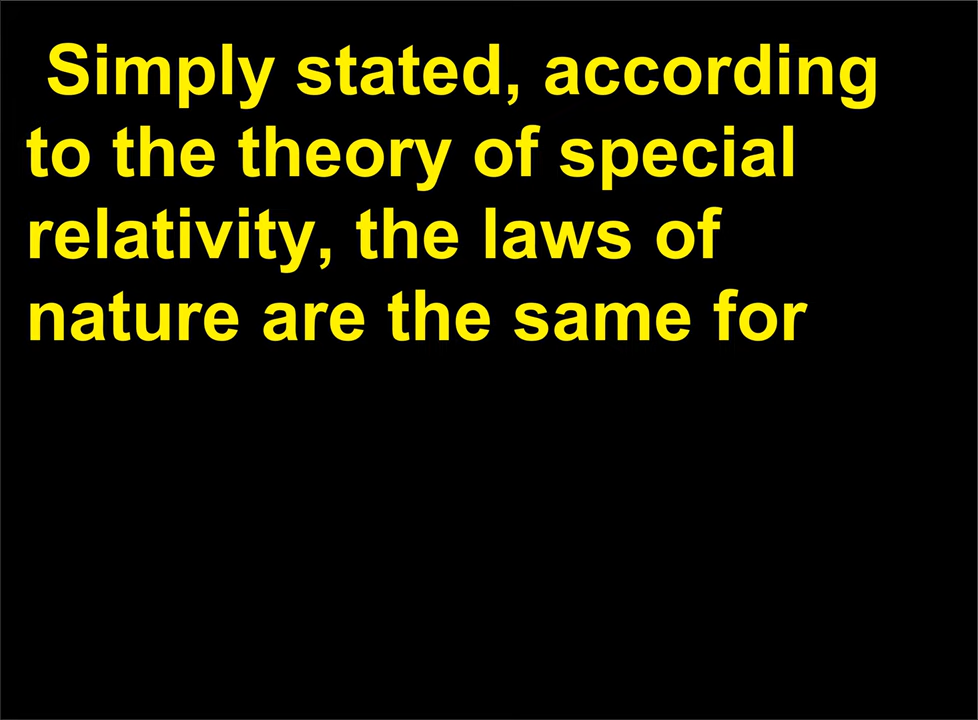 Simply stated, according
to the theory of special
relativity, the laws of
nature are the same for